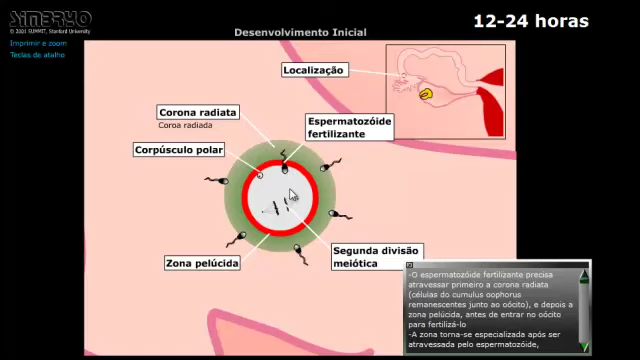 SimBRYO
© 2001 SUMMIT, Stanford University
Imprimir e zoom
Teclas de atalho
Desenvolvimento Inicial
12-24 horas
Localização
Corona radiata
Coroa radiada
Espermatozóide
fertilizante
Corpúsculo polar
Zona pelúcida
Segunda divisão
meiótica
-O espermatozóide fertilizante precisa
atravessar primeiro a corona radiata
(células do cumulus oophorus
remanescentes junto ao oócito), e depois a
zona pelúcida, antes de entrar no oócito
para fertilizá-lo
-A zona torna-se especializada após ser
atravessada pelo espermatozóide,